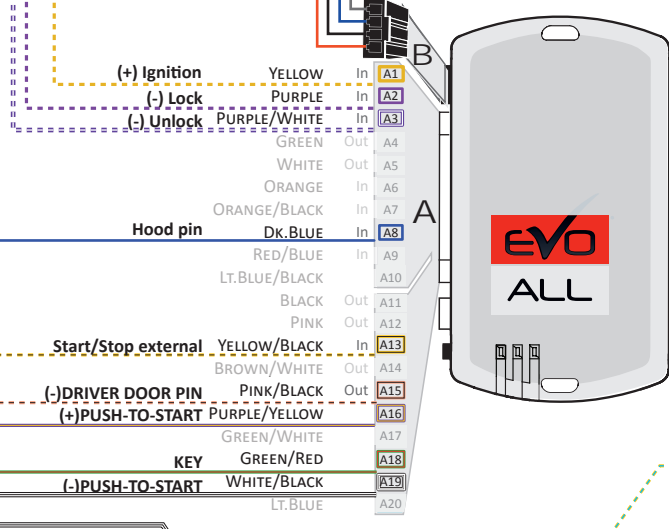 B
(+) Ignition YELLOW In A1
(-) Lock PURPLE In A2
(-) Unlock PURPLE/WHITE In A3
GREEN Out A4
WHITE Out A5
ORANGE In A6
ORANGE/BLACK In A7
A
Hood pin DK.BLUE In A8
RED/BLUE In A9
LT.BLUE/BLACK A10
BLACK Out A11
PINK Out A12
Start/Stop external YELLOW/BLACK In A13
BROWN/WHITE Out A14
(-)DRIVER DOOR PIN PINK/BLACK Out A15
(+)PUSH-TO-START PURPLE/YELLOW A16
GREEN/WHITE A17
KEY GREEN/RED A18
(-)PUSH-TO-START WHITE/BLACK A19
LT.BLUE A20
EVO
ALL